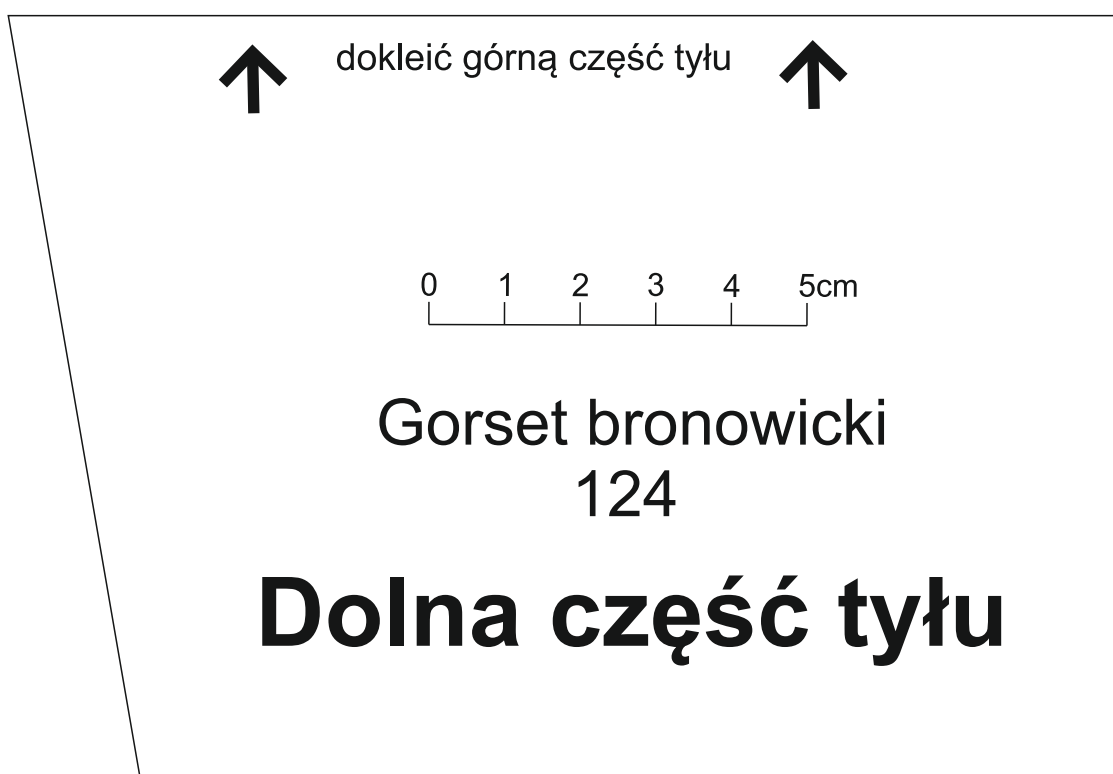 dokleić górną część tyłu
0 1 2 3 4 5cm
Gorset bronowicki
124
Dolna część tyłu